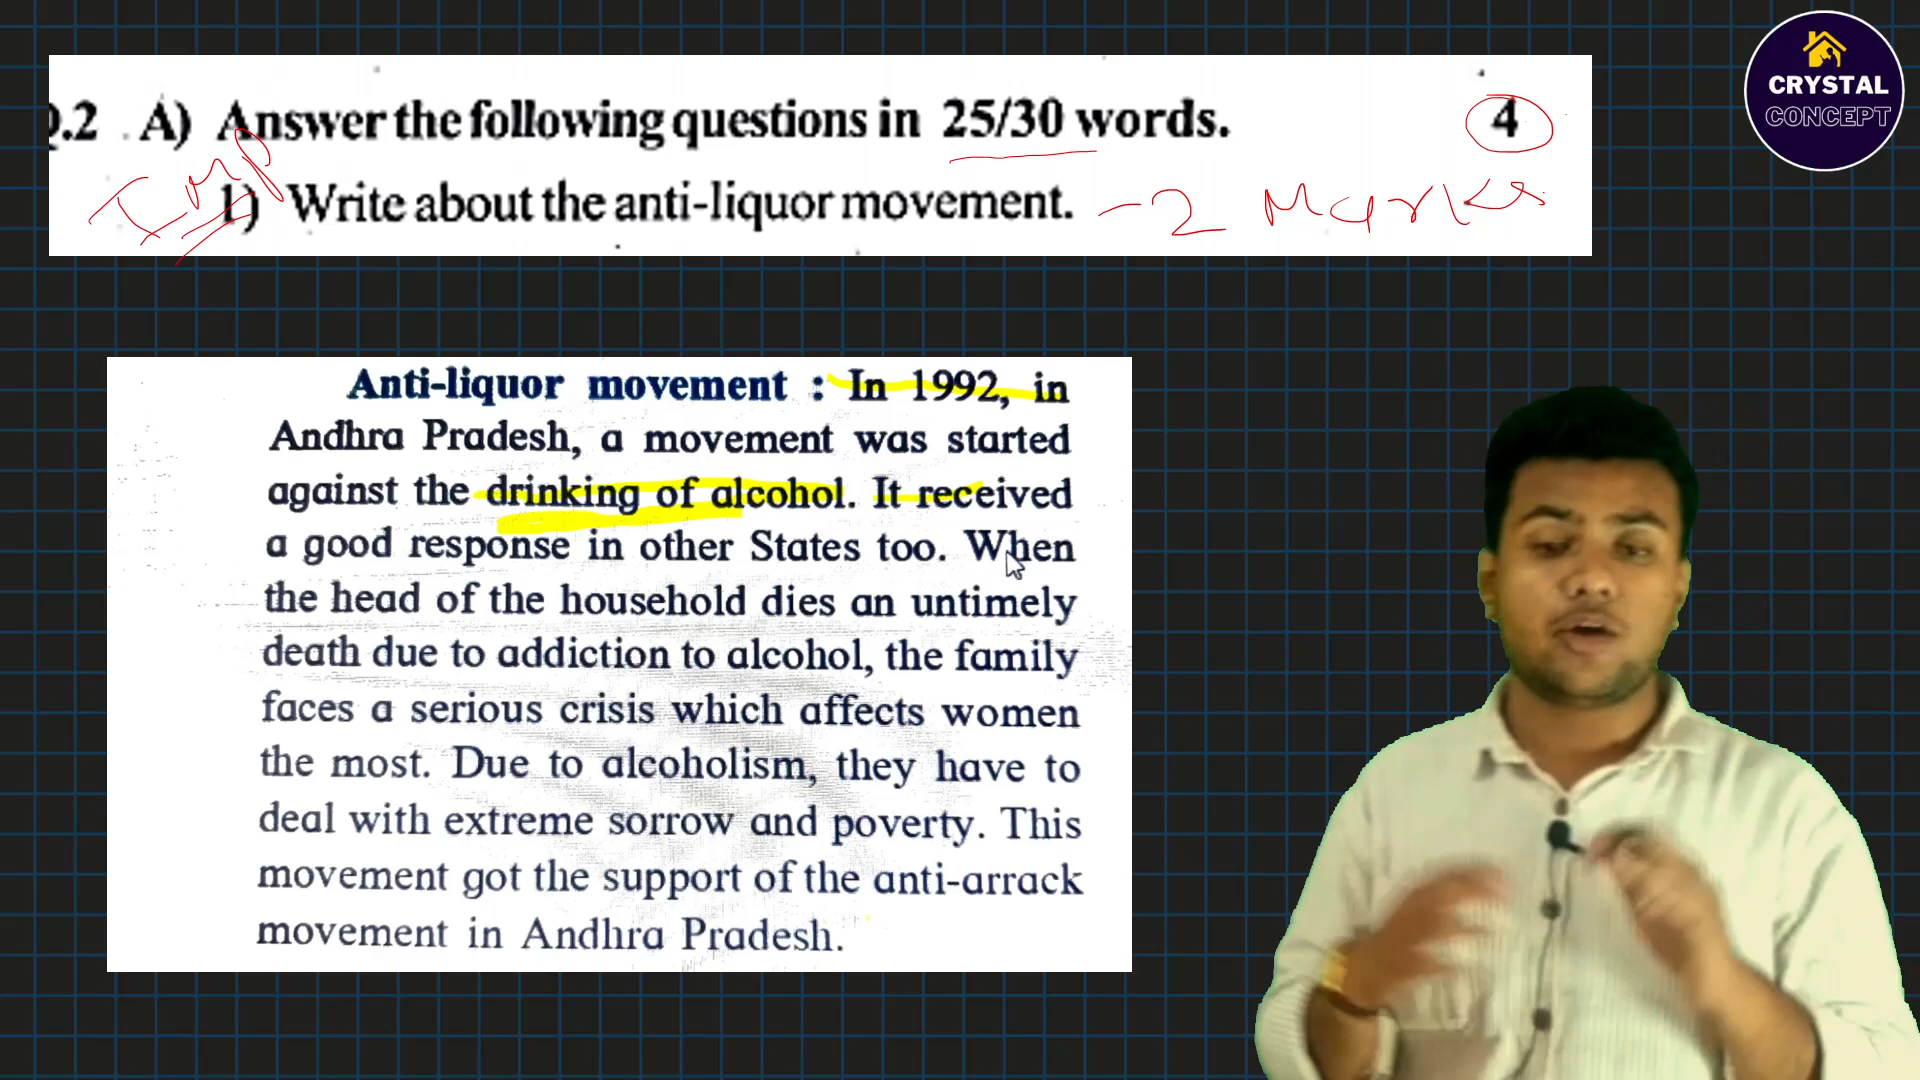 CRYSTAL
CONCEPT
.2 A) Answer the following questions in 25/30 words. 4
Imp
1) Write about the anti-liquor movement. - 2 Marks
Anti-liquor movement : In 1992, in
Andhra Pradesh, a movement was started
against the drinking of alcohol. It received
a good response in other States too. When
the head of the household dies an untimely
death due to addiction to alcohol, the family
faces a serious crisis which affects women
the most. Due to alcoholism, they have to
deal with extreme sorrow and poverty. This
movement got the support of the anti-arrack
movement in Andhra Pradesh.